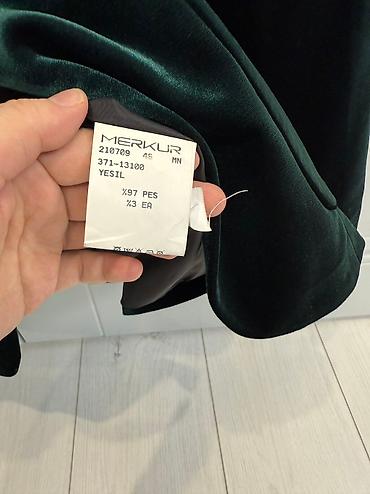 MERKUR
210709 46 MN
371-13100
YESIL
%97 PES
%3 EA